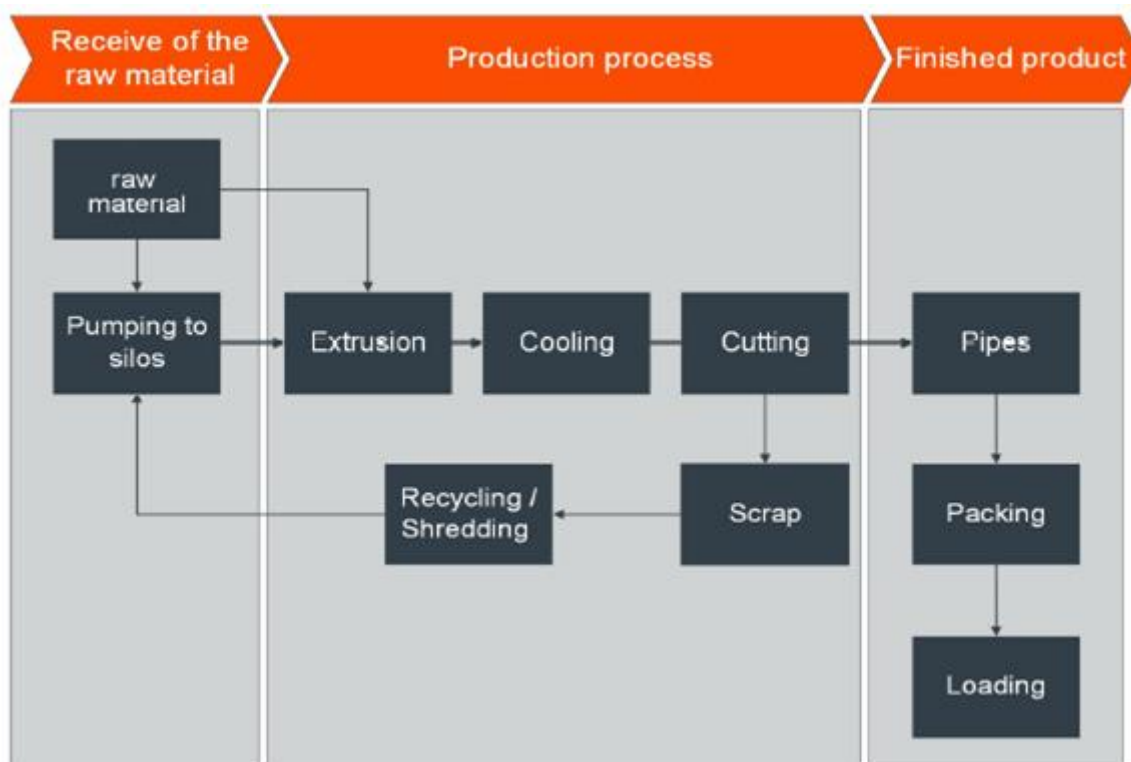 Receive of the
raw material
Production process
Finished product
raw
material
Pumping to
silos
Extrusion
Cooling
Cutting
Pipes
Recycling /
Shredding
Scrap
Packing
Loading